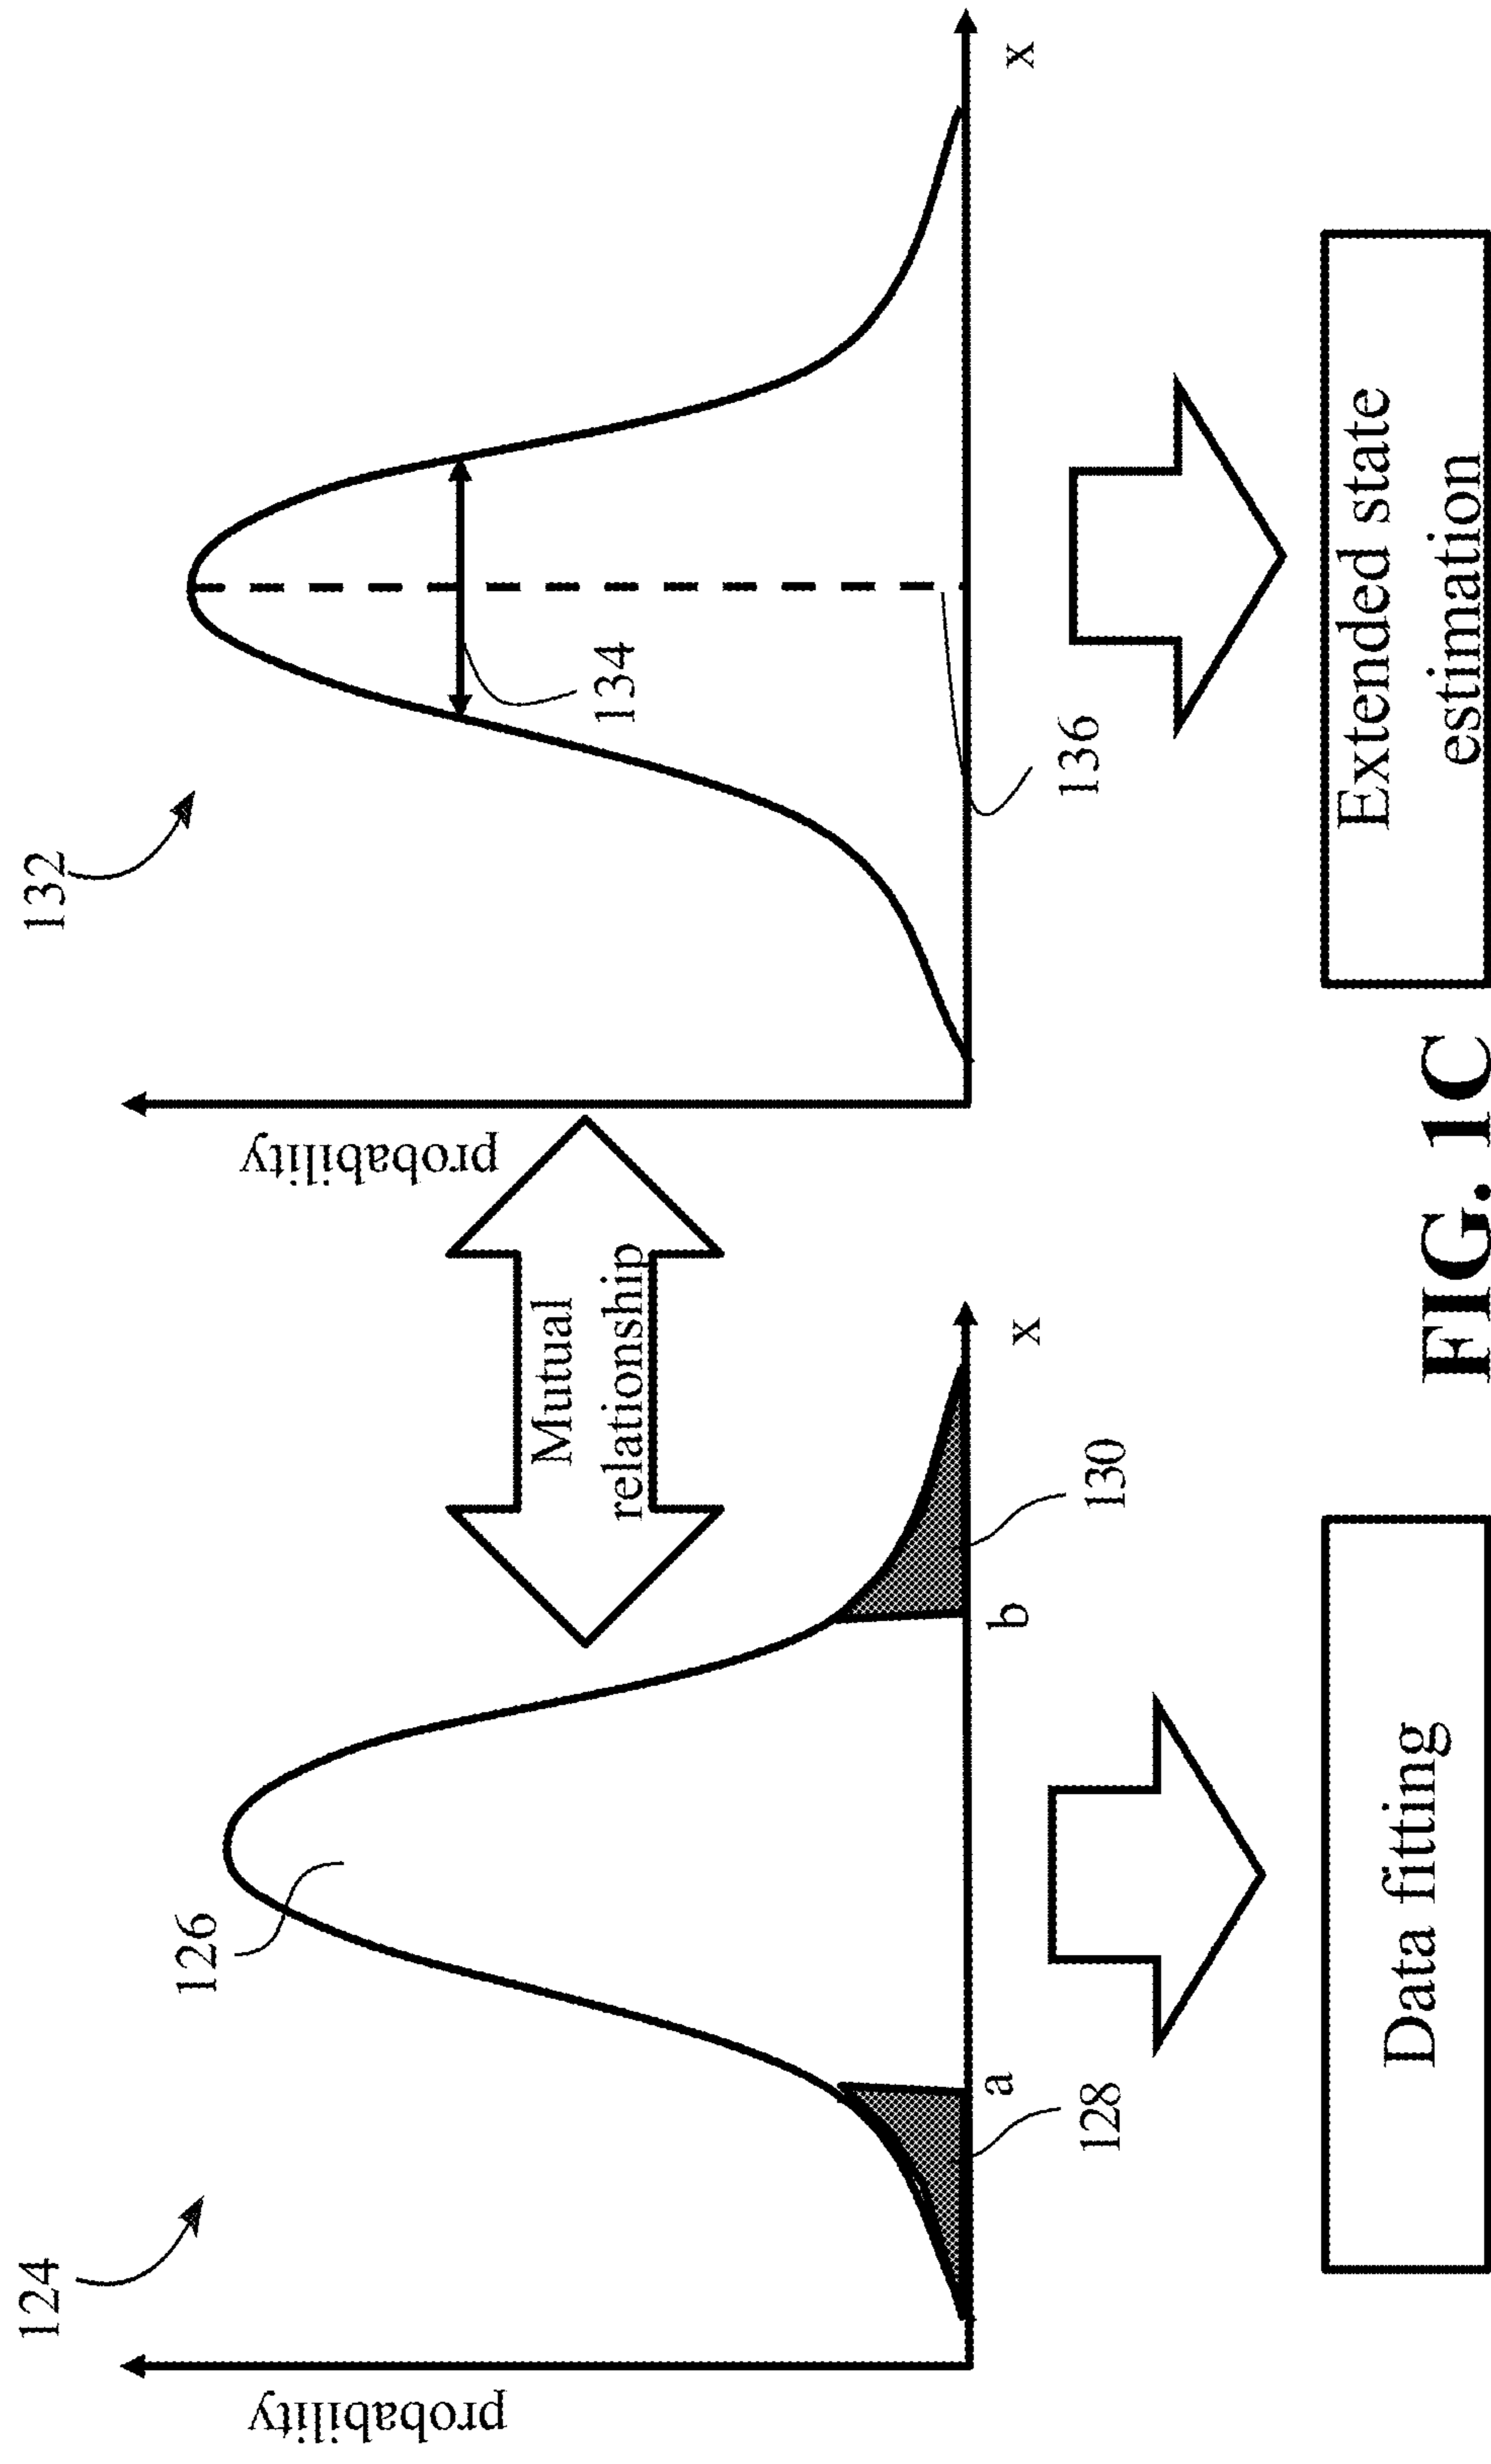 124
probability
126
128
a
b
130
x
Mutual
relationship
132
probability
134
136
x
Data fitting
Extended state
estimation
FIG. 1C